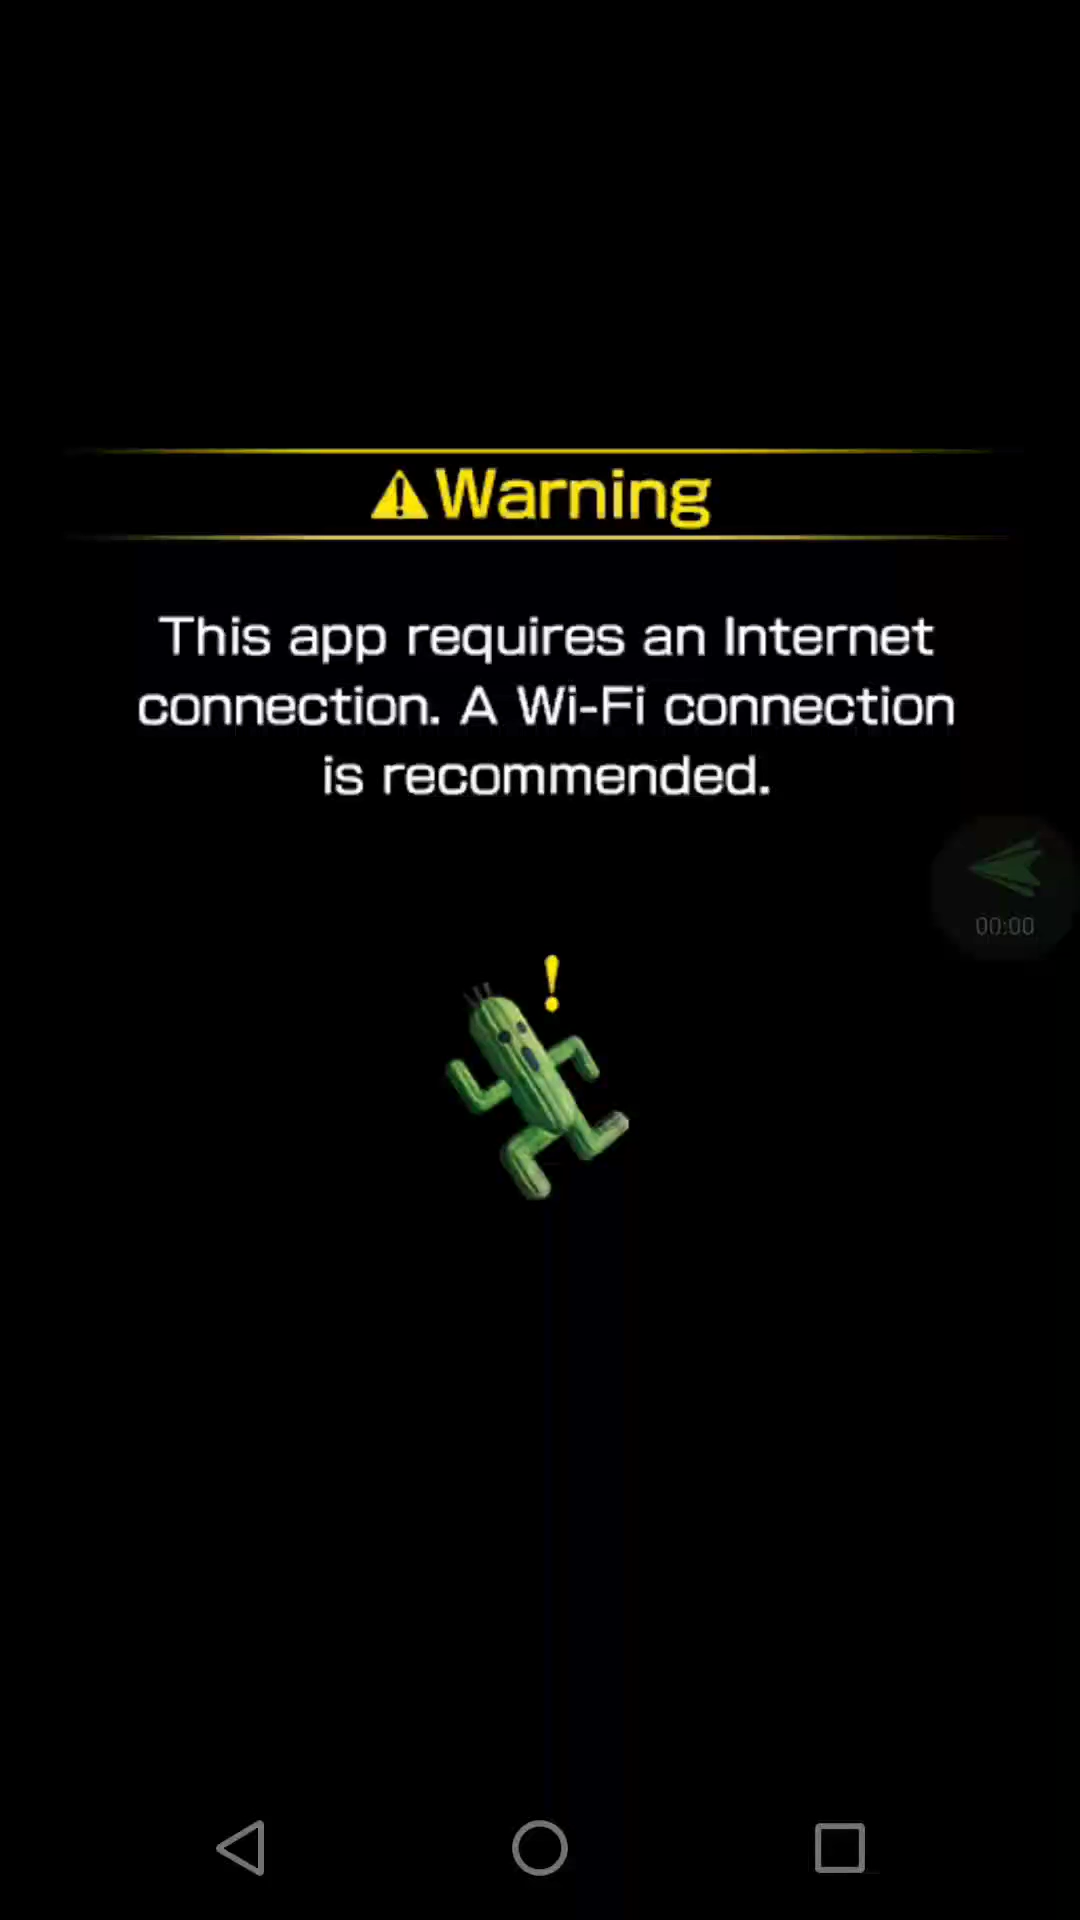 Warning
This app requires an Internet
connection. A Wi-Fi connection
is recommended.
00:00
!